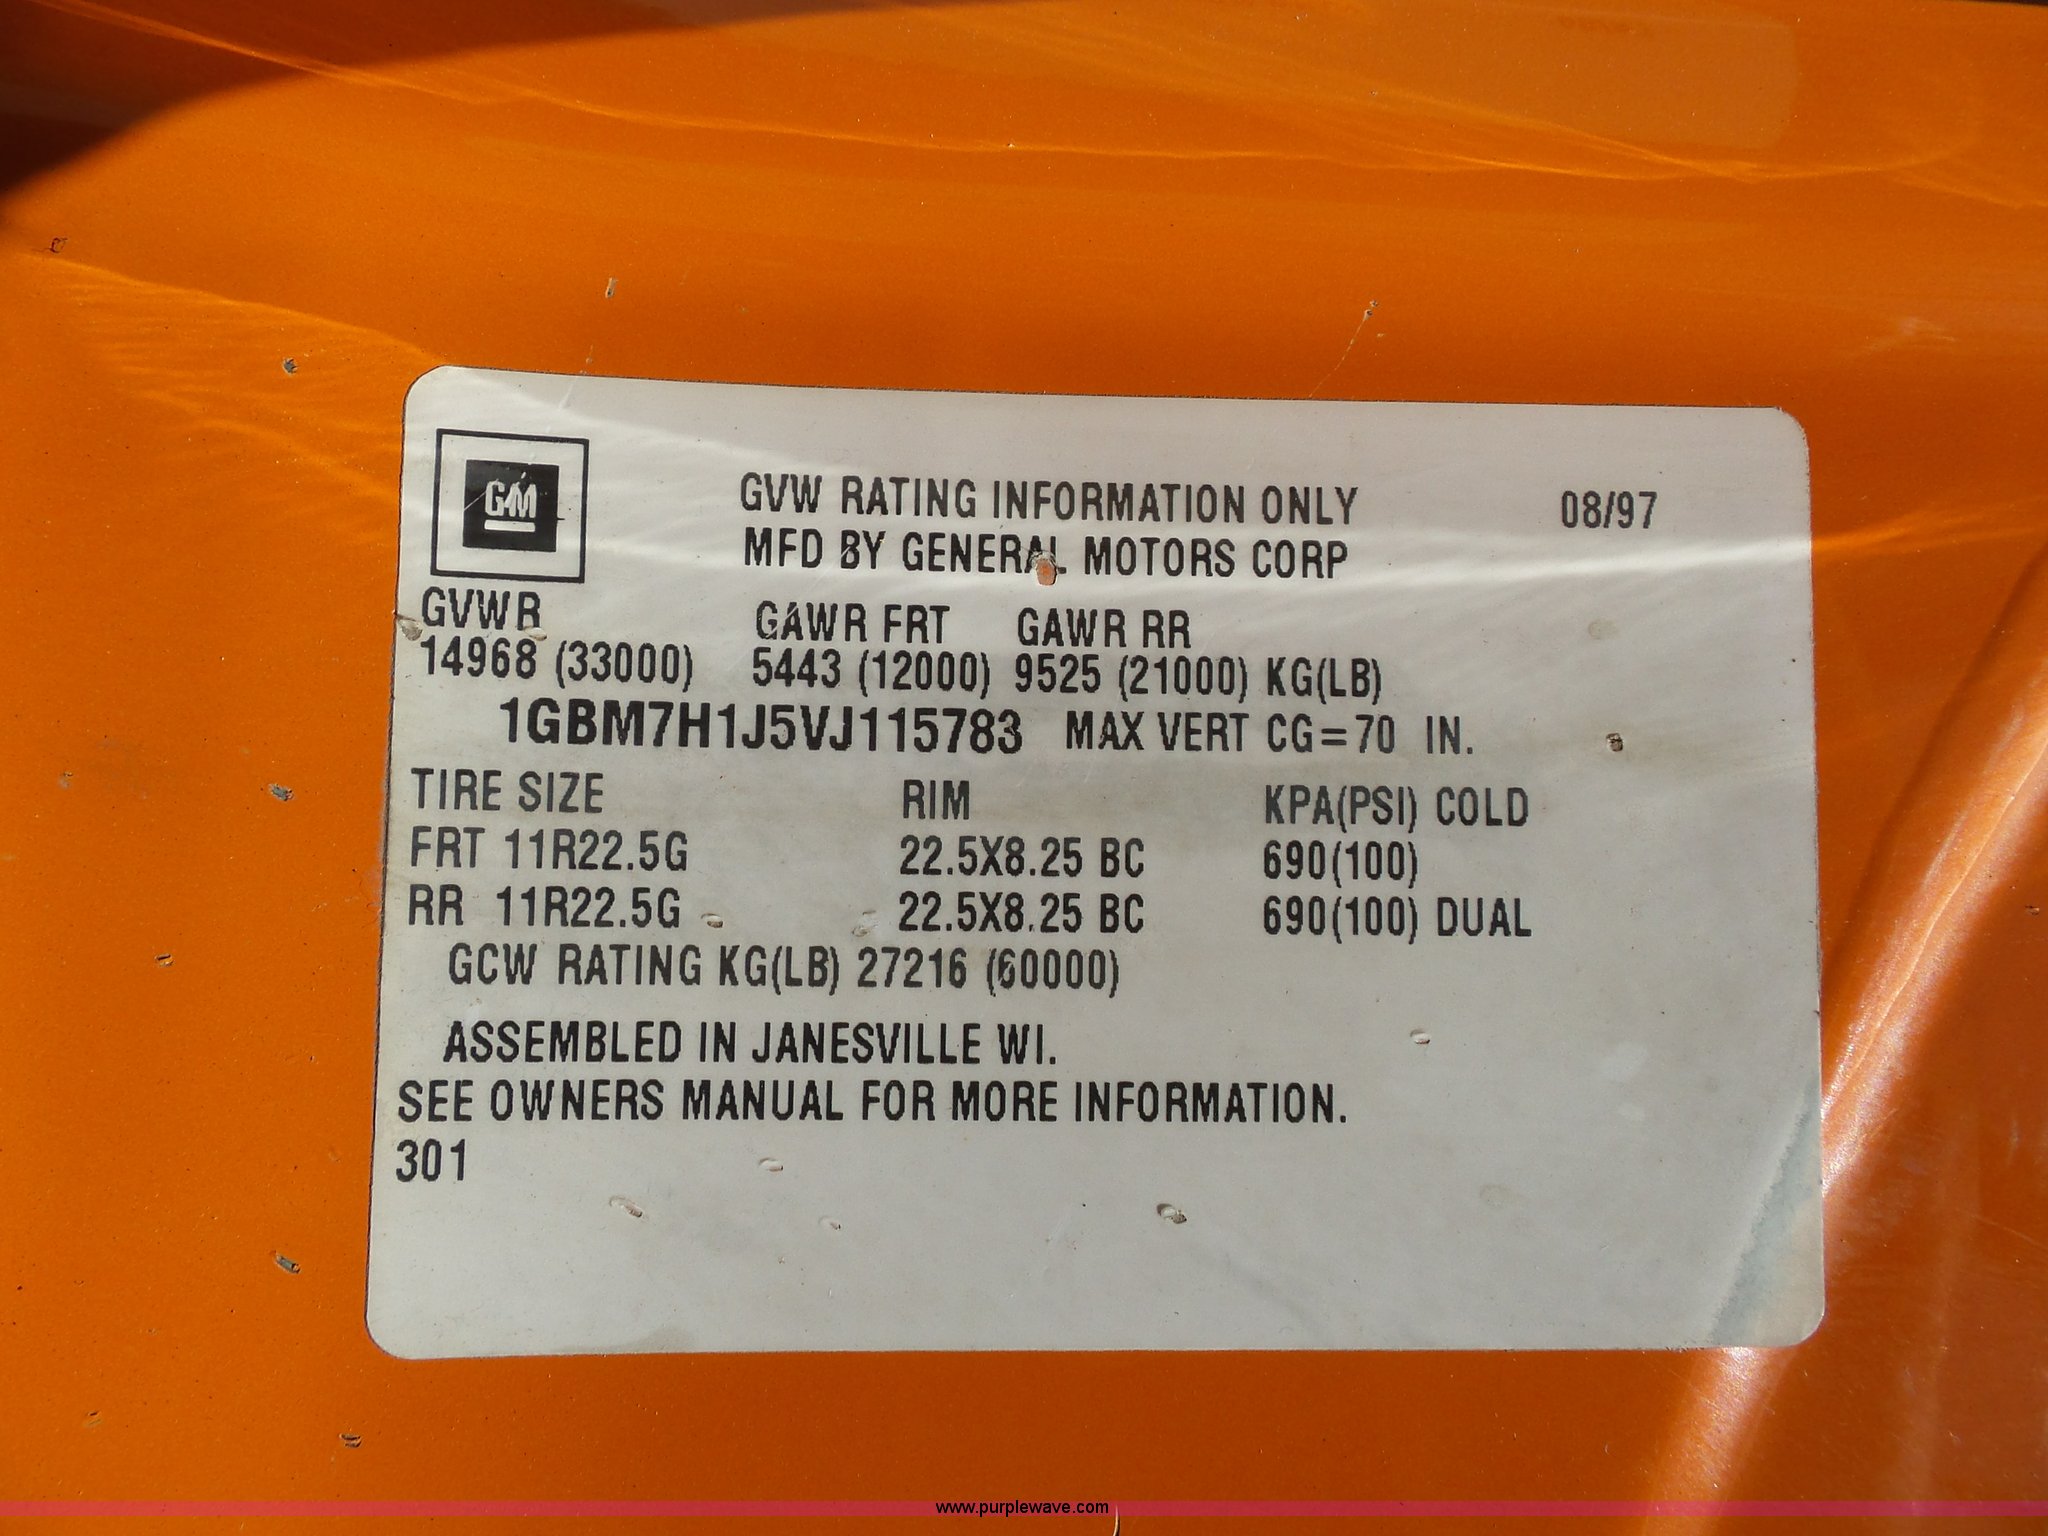 GM
GVW RATING INFORMATION ONLY 08/97
MFD BY GENERAL MOTORS CORP
GVWR GAWR FRT GAWR RR
14968 (33000) 5443 (12000) 9525 (21000) KG(LB)
1GBM7H1J5VJ115783 MAX VERT CG=70 IN.
TIRE SIZE RIM KPA(PSI) COLD
FRT 11R22.5G 22.5X8.25 BC 690(100)
RR 11R22.5G 22.5X8.25 BC 690(100) DUAL
GCW RATING KG(LB) 27216 (60000)
ASSEMBLED IN JANESVILLE WI.
SEE OWNERS MANUAL FOR MORE INFORMATION.
301
www.purplewave.com